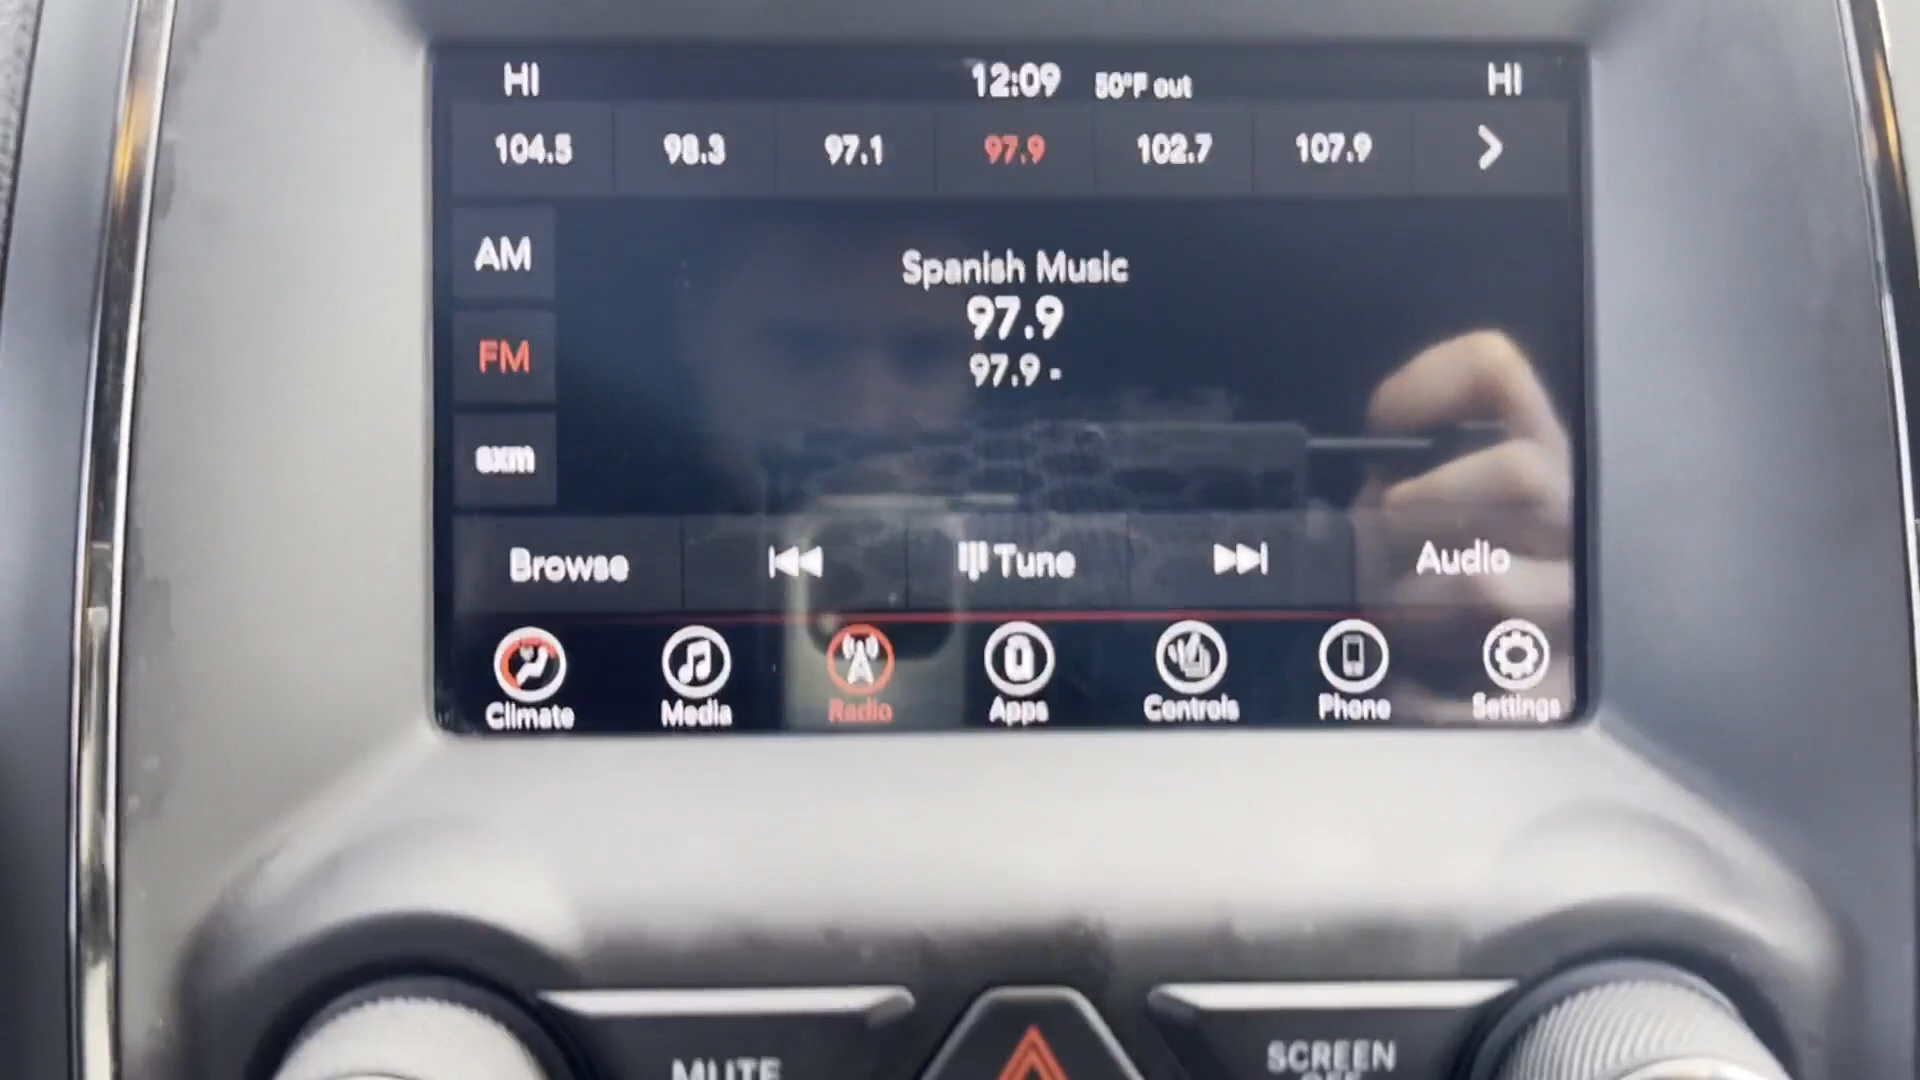 HI 12:09 50°F out HI
104.5 98.3 97.1 97.9 102.7 107.9
AM
Spanish Music
97.9
FM
97.9 -
sxm
Browse Tune Audio
Climate Media Radio Apps Controls Phone Settings
MUTE
SCREEN
OFF